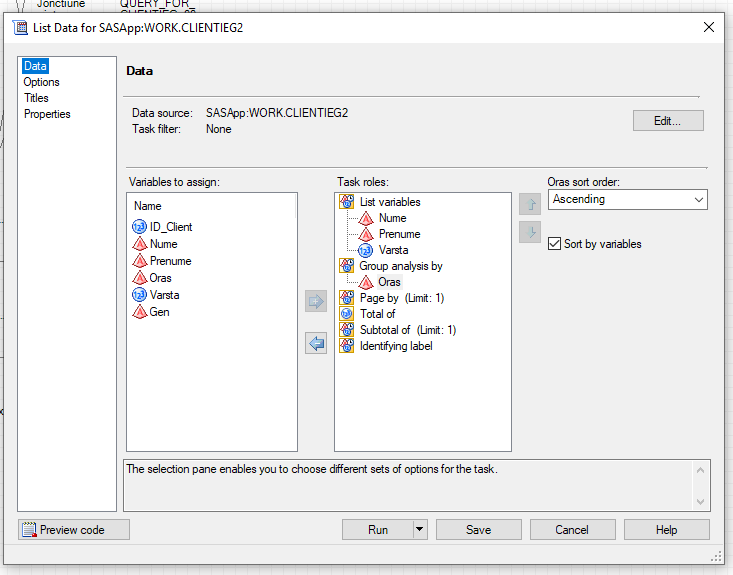 Jonctiune
QUERY_FOR_
List Data for SASApp:WORK.CLIENTIEG2
Data
Options
Titles
Properties
Data
Data source: SASApp:WORK.CLIENTIEG2
Task filter: None
Edit...
Variables to assign:
Name
ID_Client
Nume
Prenume
Oras
Varsta
Gen
Task roles:
List variables
Nume
Prenume
Varsta
Group analysis by
Oras
Page by (Limit: 1)
Total of
Subtotal of (Limit: 1)
Identifying label
Oras sort order:
Ascending
Sort by variables
The selection pane enables you to choose different sets of options for the task.
Preview code
Run
Save
Cancel
Help